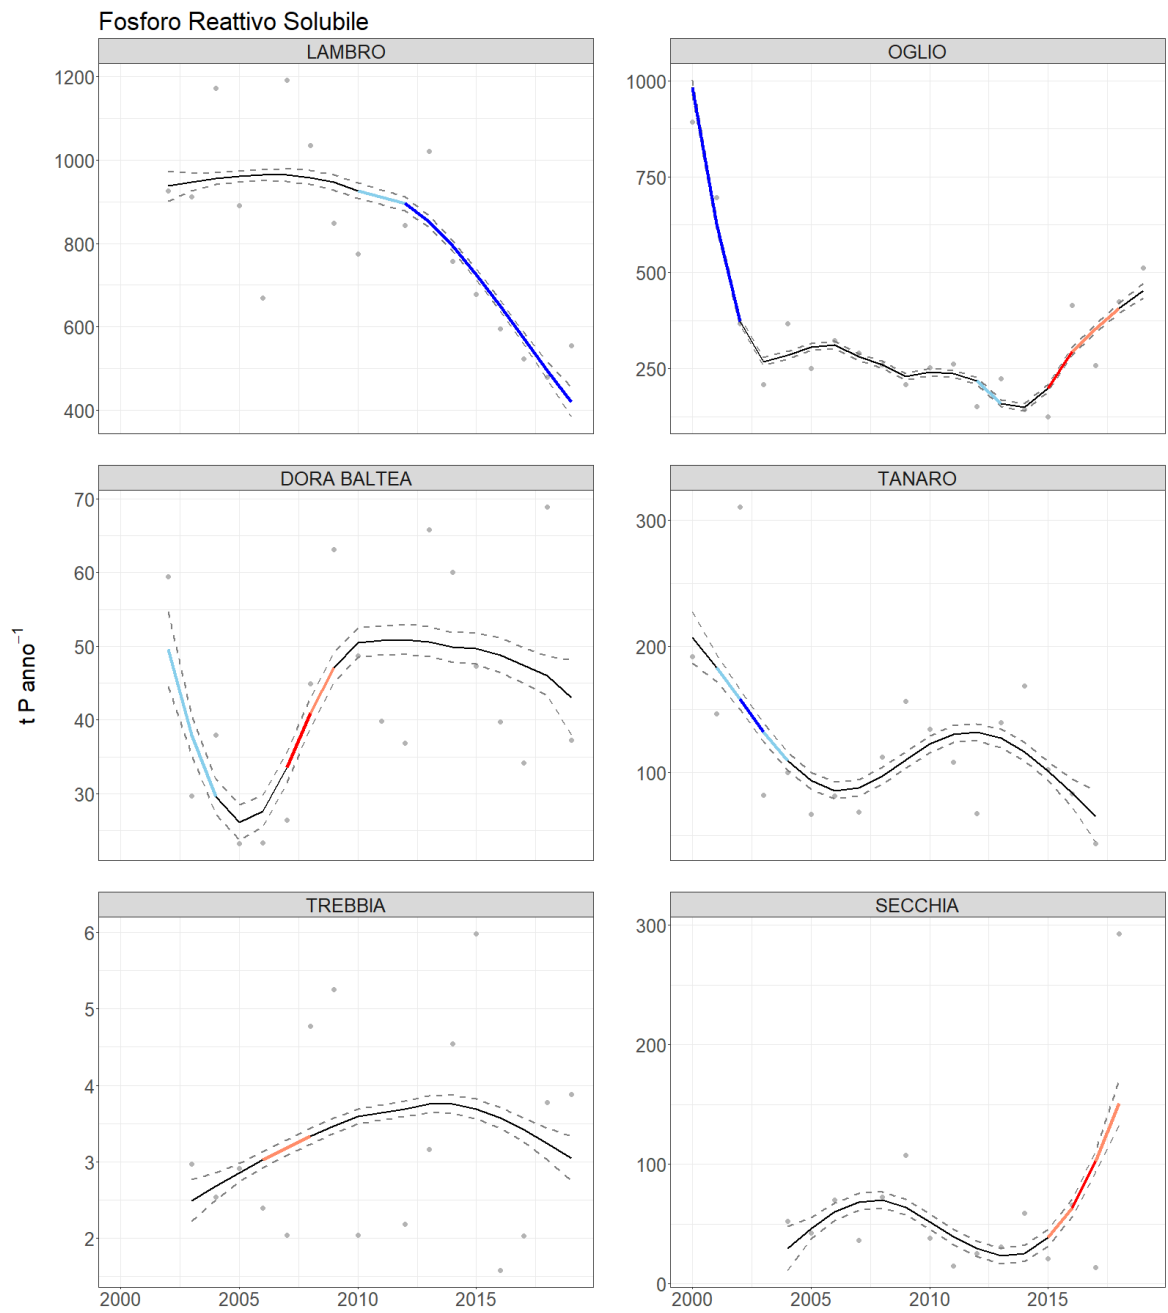 Fosforo Reattivo Solubile
LAMBRO
1200
1000
800
600
400
OGLIO
1000
750
500
250
t P anno⁻¹
DORA BALTEA
70
60
50
40
30
TANARO
300
200
100
TREBBIA
6
5
4
3
2
2000 2005 2010 2015
SECCHIA
300
200
100
0
2000 2005 2010 2015